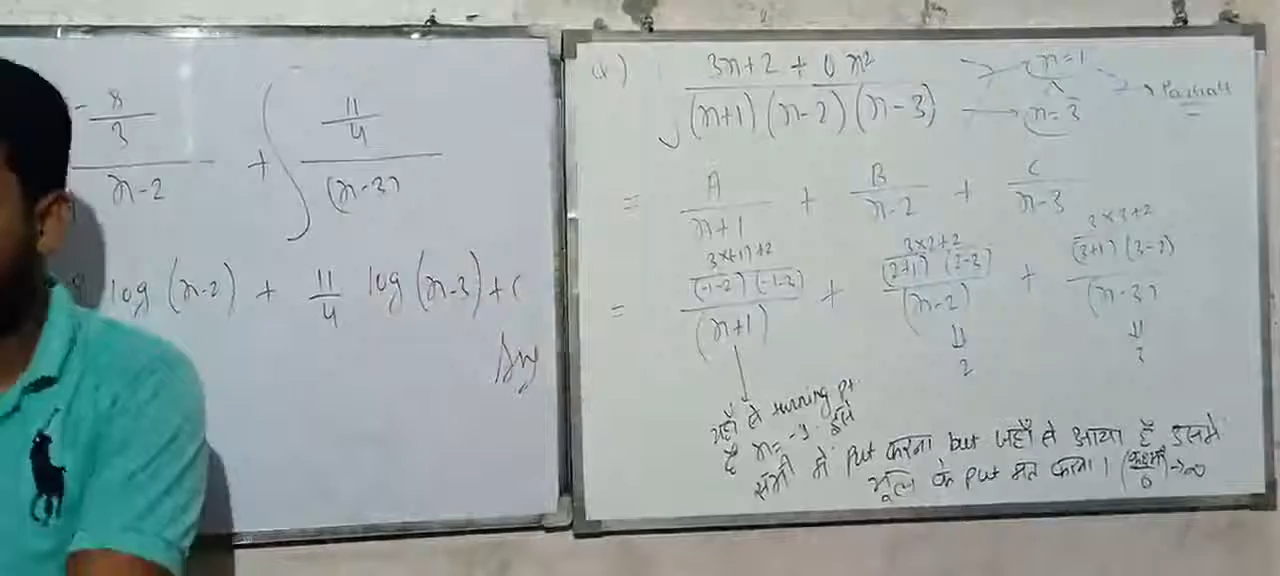 - 8/3 / x-2 + ∫ 11/4 / (x-3)
log (x-2) + 11/4 log (x-3) + c
Ans
Q) ∫ 3x+2 + 0x² / (x+1) (x-2) (x-3)
x=1
x=3
= A / x+1 + B / x-2 + C / x-3
= 3×(-1)+2 / (-1-2) (-1-3) / (x+1) + 3×2+2 / (2+1) (2-3) / (x-2) + 3×3+2 / (3+1) (3-2) / (x-3)
2 3
यहाँ से turning pt
है x= -1 इसे
सभी में put करना but जहाँ से आया है उसमें
भूल के put मत करना। ( /0) → ∞